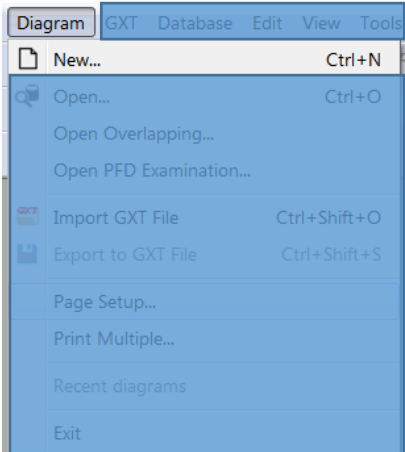 Diagram GXT Database Edit View Tools
New... Ctrl+N
Open... Ctrl+O
Open Overlapping...
Open PFD Examination...
GXT Import GXT File Ctrl+Shift+O
Export to GXT File Ctrl+Shift+S
Page Setup...
Print Multiple...
Recent diagrams
Exit